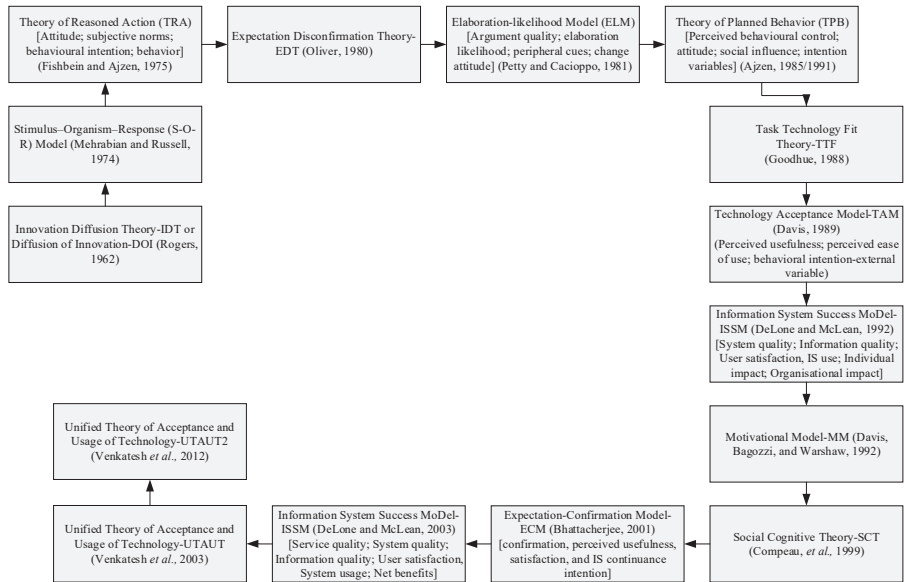 Theory of Reasoned Action (TRA)
[Attitude; subjective norms;
behavioural intention; behavior]
(Fishbein and Ajzen, 1975)
Expectation Disconfirmation Theory-
EDT (Oliver, 1980)
Elaboration-likelihood Model (ELM)
[Argument quality; elaboration
likelihood; peripheral cues; change
attitude] (Petty and Cacioppo, 1981)
Theory of Planned Behavior (TPB)
[Perceived behavioural control;
attitude; social influence; intention
variables] (Ajzen, 1985/1991)
Stimulus–Organism–Response (S-O-
R) Model (Mehrabian and Russell,
1974)
Task Technology Fit
Theory-TTF
(Goodhue, 1988)
Innovation Diffusion Theory-IDT or
Diffusion of Innovation-DOI (Rogers,
1962)
Technology Acceptance Model-TAM
(Davis, 1989)
(Perceived usefulness; perceived ease
of use; behavioral intention-external
variable)
Information System Success MoDel-
ISSM (DeLone and McLean, 1992)
[System quality; Information quality;
User satisfaction, IS use; Individual
impact; Organisational impact]
Motivational Model-MM (Davis,
Bagozzi, and Warshaw, 1992)
Social Cognitive Theory-SCT
(Compeau, et al., 1999)
Expectation-Confirmation Model-
ECM (Bhattacherjee, 2001)
[confirmation, perceived usefulness,
satisfaction, and IS continuance
intention]
Information System Success MoDel-
ISSM (DeLone and McLean, 2003)
[Service quality; System quality;
Information quality; User satisfaction,
System usage; Net benefits]
Unified Theory of Acceptance and
Usage of Technology-UTAUT
(Venkatesh et al., 2003)
Unified Theory of Acceptance and
Usage of Technology-UTAUT2
(Venkatesh et al., 2012)